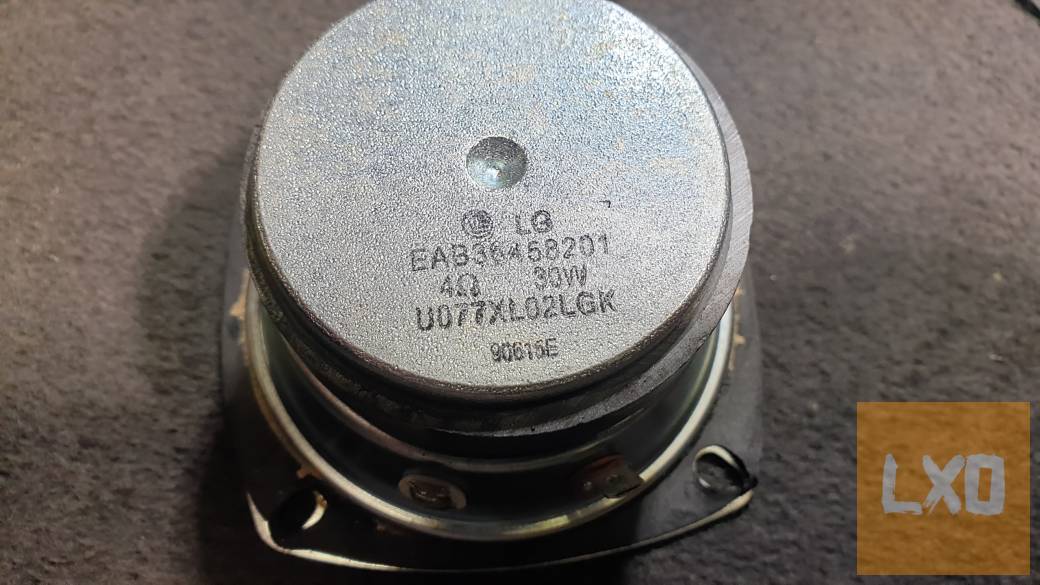 LG
EAB36458201
4Ω 30W
U077XL02LGK
90615E
LXO